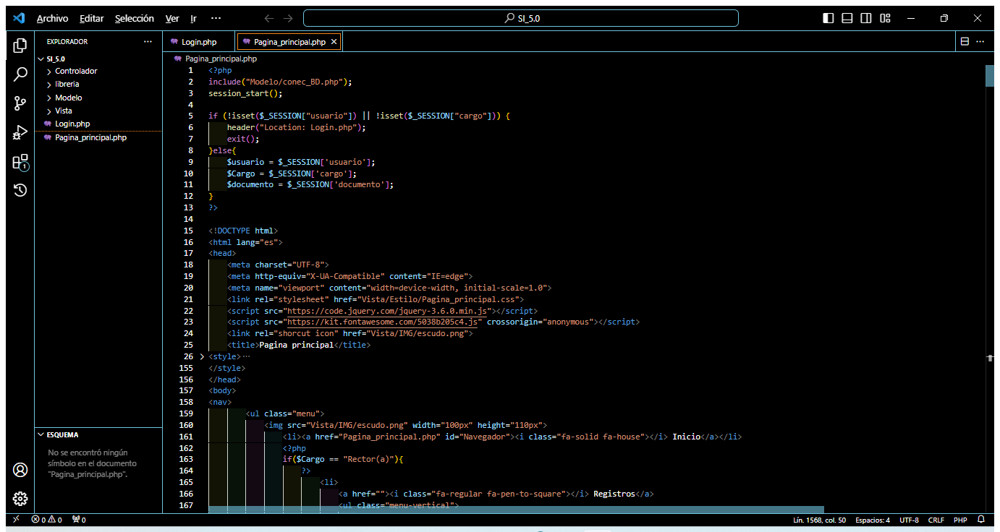 Archivo Editar Selección Ver Ir ··· SI_5.0
EXPLORADOR ···
SI_5.0
Controlador
libreria
Modelo
Vista
Login.php
Pagina_principal.php
ESQUEMA
No se encontró ningún
símbolo en el documento
"Pagina_principal.php".
Login.php Pagina_principal.php ···
Pagina_principal.php
1 <?php
2 include("Modelo/conec_BD.php");
3 session_start();
4
5 if (!isset($_SESSION["usuario"]) || !isset($_SESSION["cargo"])) {
6 header("Location: Login.php");
7 exit();
8 }else{
9 $usuario = $_SESSION['usuario'];
10 $Cargo = $_SESSION['cargo'];
11 $documento = $_SESSION['documento'];
12 }
13 ?>
14
15 <!DOCTYPE html>
16 <html lang="es">
17 <head>
18 <meta charset="UTF-8">
19 <meta http-equiv="X-UA-Compatible" content="IE=edge">
20 <meta name="viewport" content="width=device-width, initial-scale=1.0">
21 <link rel="stylesheet" href="Vista/Estilo/Pagina_principal.css">
22 <script src="https://code.jquery.com/jquery-3.6.0.min.js"></script>
23 <script src="https://kit.fontawesome.com/5038b205c4.js" crossorigin="anonymous"></script>
24 <link rel="shorcut icon" href="Vista/IMG/escudo.png">
25 <title>Pagina principal</title>
26 <style>···
155 </style>
156 </head>
157 <body>
158 <nav>
159 <ul class="menu">
160 <img src="Vista/IMG/escudo.png" width="100px" height="110px">
161 <li><a href="Pagina_principal.php" id="Navegador"><i class="fa-solid fa-house"></i> Inicio</a></li>
162 <?php
163 if($Cargo == "Rector(a)"){
164 ?>
165 <li>
166 <a href=""><i class="fa-regular fa-pen-to-square"></i> Registros</a>
167 <ul class="menu-vertical">
1
0 0 0 Lín. 1568, col. 50 Espacios: 4 UTF-8 CRLF PHP